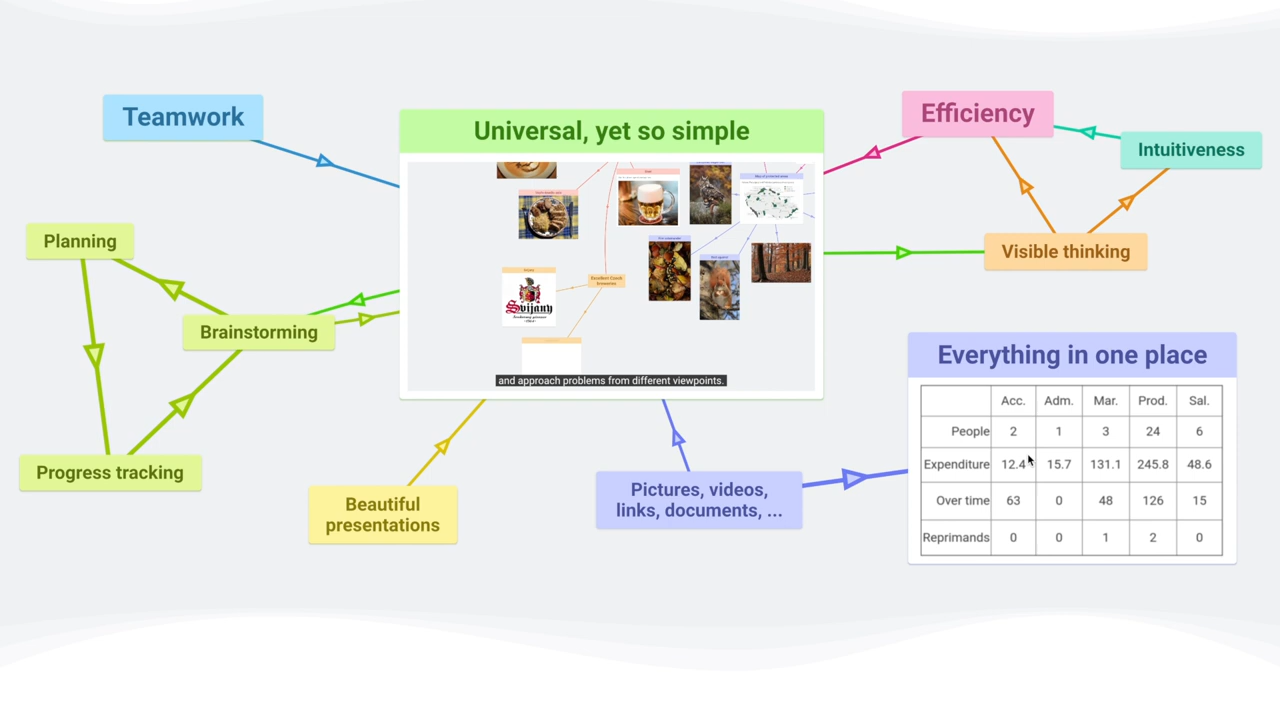 Teamwork
Universal, yet so simple
Efficiency
Intuitiveness
Planning
Visible thinking
Brainstorming
Excellent Czech
breweries
Svijany
and approach problems from different viewpoints.
Everything in one place
Acc. Adm. Mar. Prod. Sal.
People 2 1 3 24 6
Expenditure 12.4 15.7 131.1 245.8 48.6
Over time 63 0 48 126 15
Reprimands 0 0 1 2 0
Progress tracking
Beautiful
presentations
Pictures, videos,
links, documents, ...